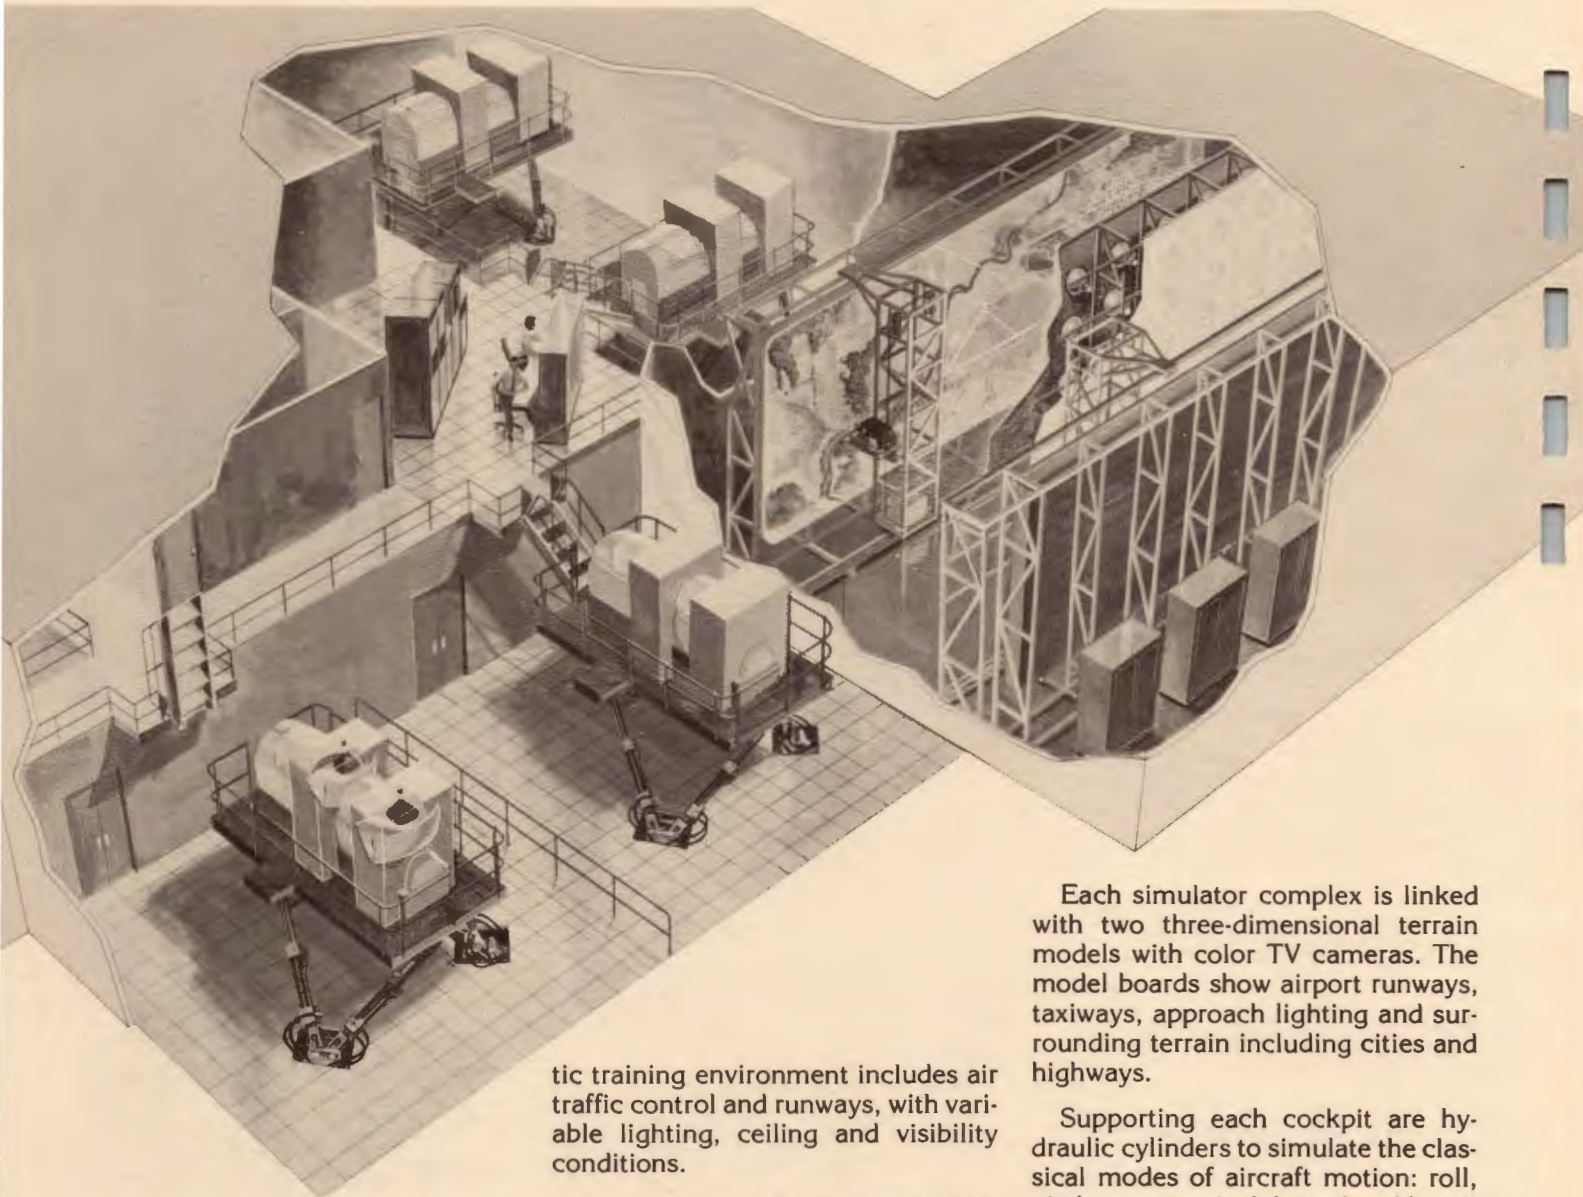 tic training environment includes air
traffic control and runways, with vari-
able lighting, ceiling and visibility
conditions.
Each simulator complex is linked
with two three-dimensional terrain
models with color TV cameras. The
model boards show airport runways,
taxiways, approach lighting and sur-
rounding terrain including cities and
highways.
Supporting each cockpit are hy-
draulic cylinders to simulate the clas-
sical modes of aircraft motion: roll,